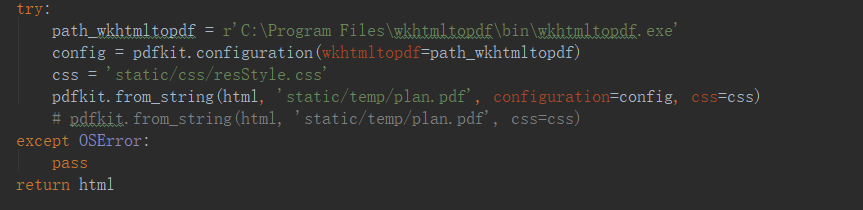 try:
    path_wkhtmltopdf = r'C:\Program Files\wkhtmltopdf\bin\wkhtmltopdf.exe'
    config = pdfkit.configuration(wkhtmltopdf=path_wkhtmltopdf)
    css = 'static/css/resStyle.css'
    pdfkit.from_string(html, 'static/temp/plan.pdf', configuration=config, css=css)
    # pdfkit.from_string(html, 'static/temp/plan.pdf', css=css)
except OSError:
    pass
return html